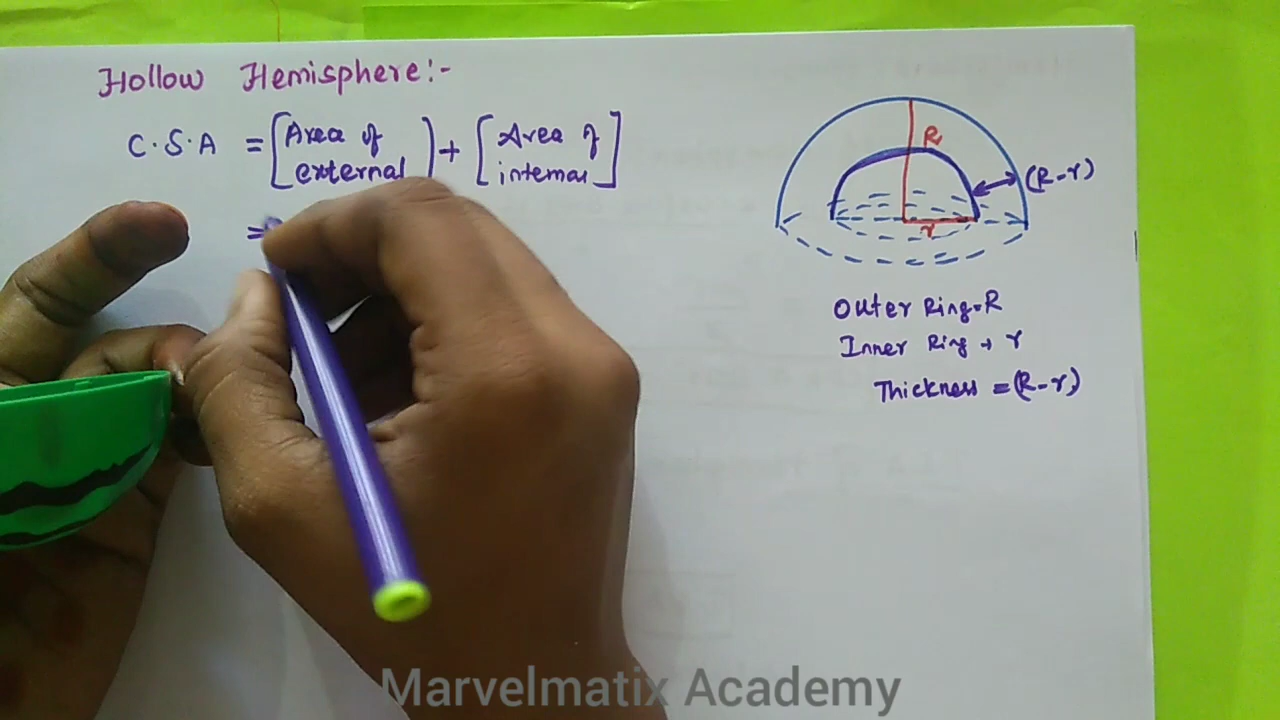 Hollow Hemisphere:-
C.S.A = [Area of external] + [Area of internal]
=
R
(R-r)
r
Outer Ring=R
Inner Ring → r
Thickness = (R-r)
Marvelmatix Academy